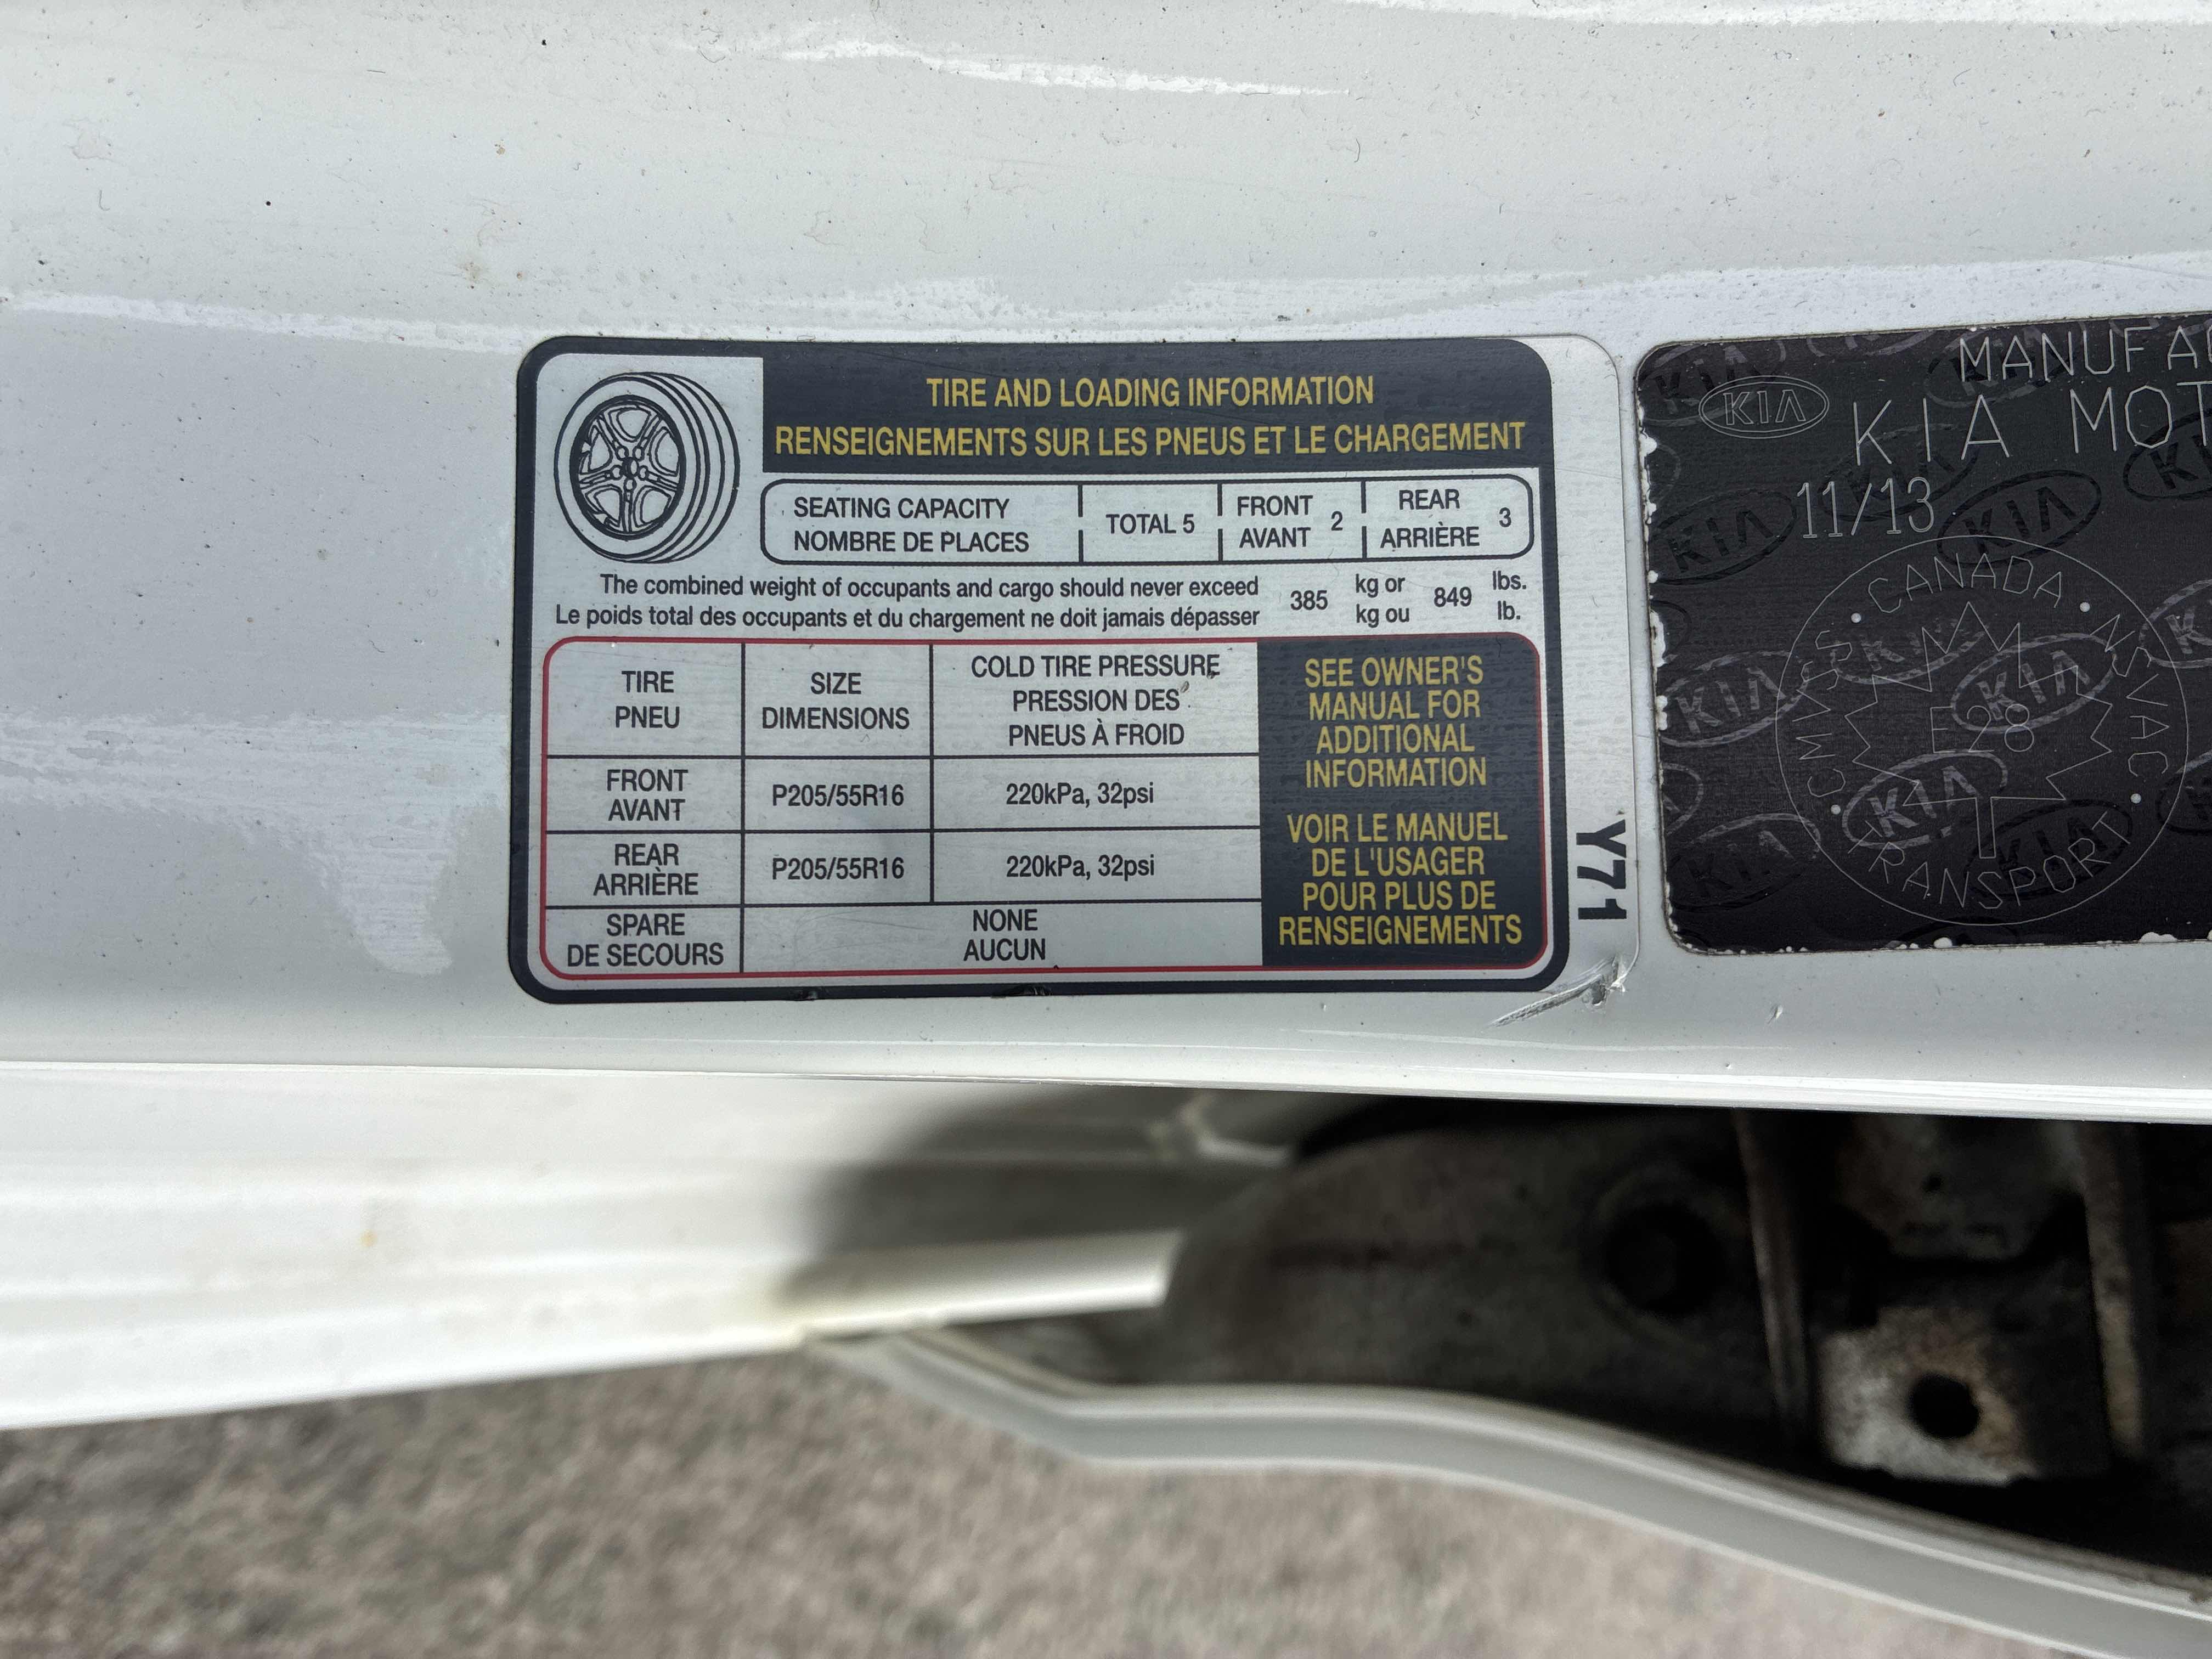 TIRE AND LOADING INFORMATION
RENSEIGNEMENTS SUR LES PNEUS ET LE CHARGEMENT
SEATING CAPACITY
NOMBRE DE PLACES
TOTAL 5
FRONT
AVANT
2
REAR
ARRIÈRE
3
The combined weight of occupants and cargo should never exceed
Le poids total des occupants et du chargement ne doit jamais dépasser
385
kg or
kg ou
849
lbs.
lb.
TIRE
PNEU
SIZE
DIMENSIONS
COLD TIRE PRESSURE
PRESSION DES
PNEUS À FROID
FRONT
AVANT
P205/55R16
220kPa, 32psi
REAR
ARRIÈRE
P205/55R16
220kPa, 32psi
SPARE
DE SECOURS
NONE
AUCUN
SEE OWNER'S
MANUAL FOR
ADDITIONAL
INFORMATION
VOIR LE MANUEL
DE L'USAGER
POUR PLUS DE
RENSEIGNEMENTS
Y71
KIA
KIA
11/13
CANADA
CMVSS
NSVAC
E28
TRANSPORT